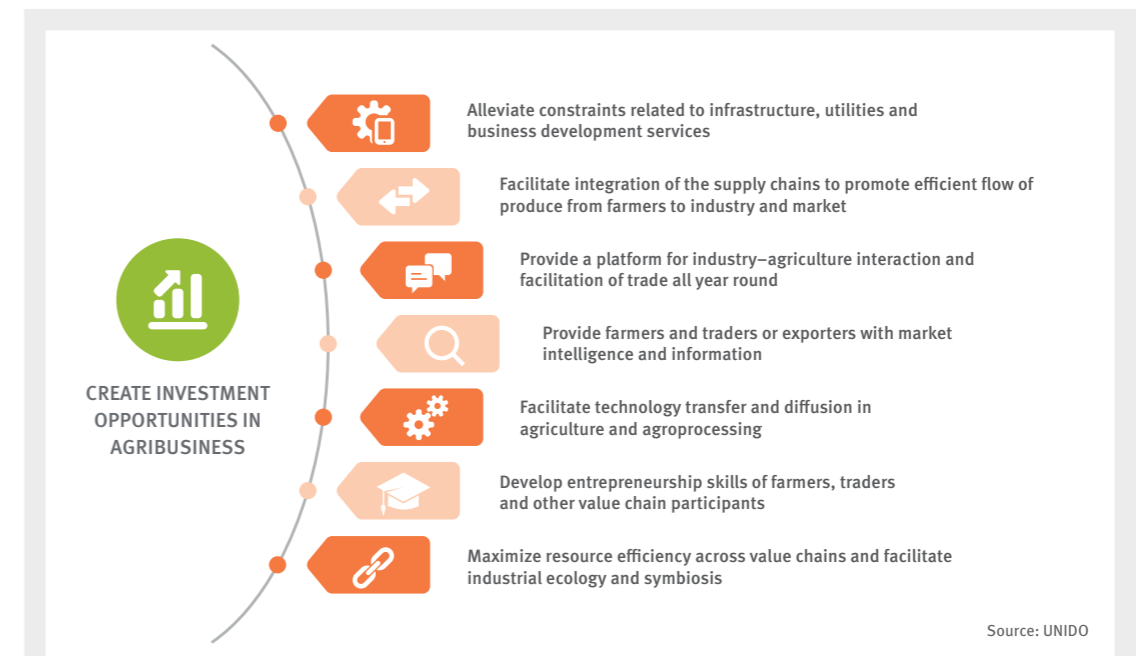 Alleviate constraints related to infrastructure, utilities and
business development services
Facilitate integration of the supply chains to promote efficient flow of
produce from farmers to industry and market
Provide a platform for industry–agriculture interaction and
facilitation of trade all year round
Provide farmers and traders or exporters with market
intelligence and information
CREATE INVESTMENT
OPPORTUNITIES IN
AGRIBUSINESS
Facilitate technology transfer and diffusion in
agriculture and agroprocessing
Develop entrepreneurship skills of farmers, traders
and other value chain participants
Maximize resource efficiency across value chains and facilitate
industrial ecology and symbiosis
Source: UNIDO